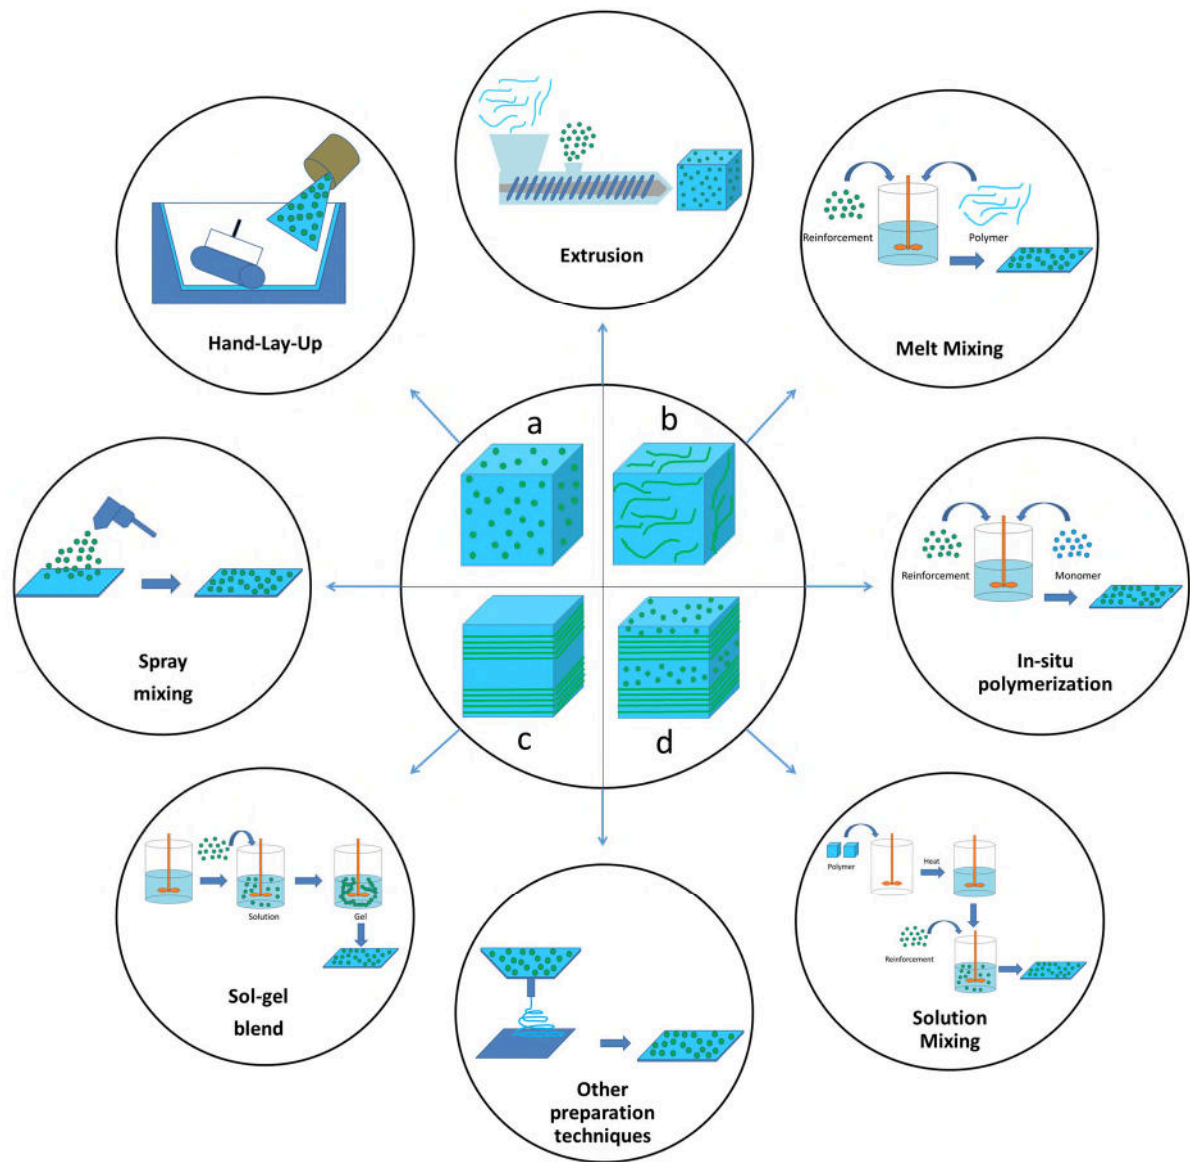 Extrusion
Hand-Lay-Up
Reinforcement
Polymer
Melt Mixing
a
b
c
d
Spray
mixing
Reinforcement
Monomer
In-situ
polymerization
Solution
Gel
Sol-gel
blend
Polymer
Heat
Reinforcement
Solution
Mixing
Other
preparation
techniques